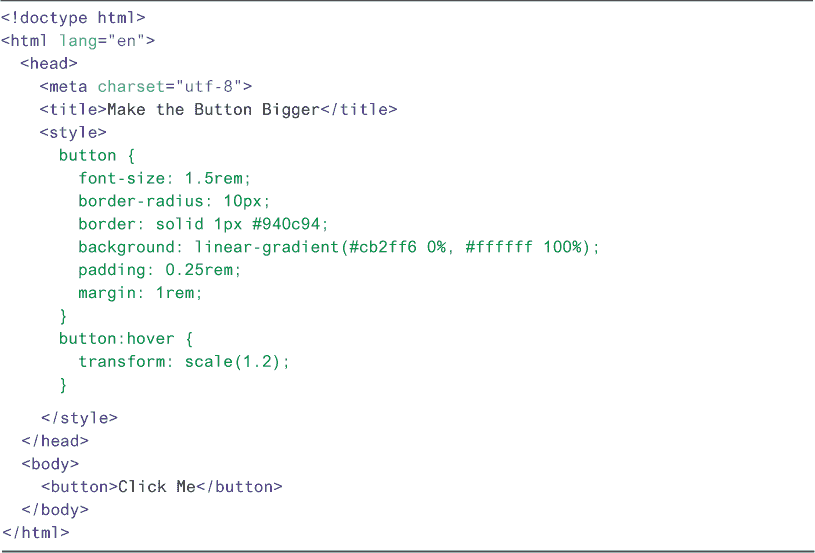 <!doctype html>
<html lang="en">
<head>
<meta charset="utf-8">
<title>Make the Button Bigger</title>
<style>
button {
font-size: 1.5rem;
border-radius: 10px;
border: solid 1px #940c94;
background: linear-gradient(#cb2ff6 0%, #ffffff 100%);
padding: 0.25rem;
margin: 1rem;
}
button:hover {
transform: scale(1.2);
}
</style>
</head>
<body>
<button>Click Me</button>
</body>
</html>